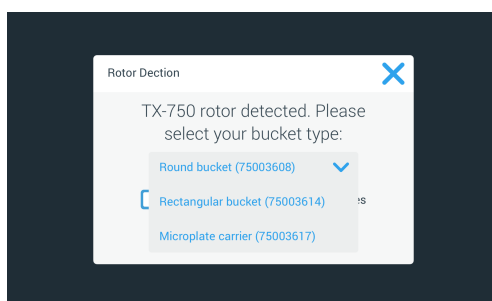 Rotor Dection
TX-750 rotor detected. Please
select your bucket type:
Round bucket (75003608)
Rectangular bucket (75003614)
Microplate carrier (75003617)